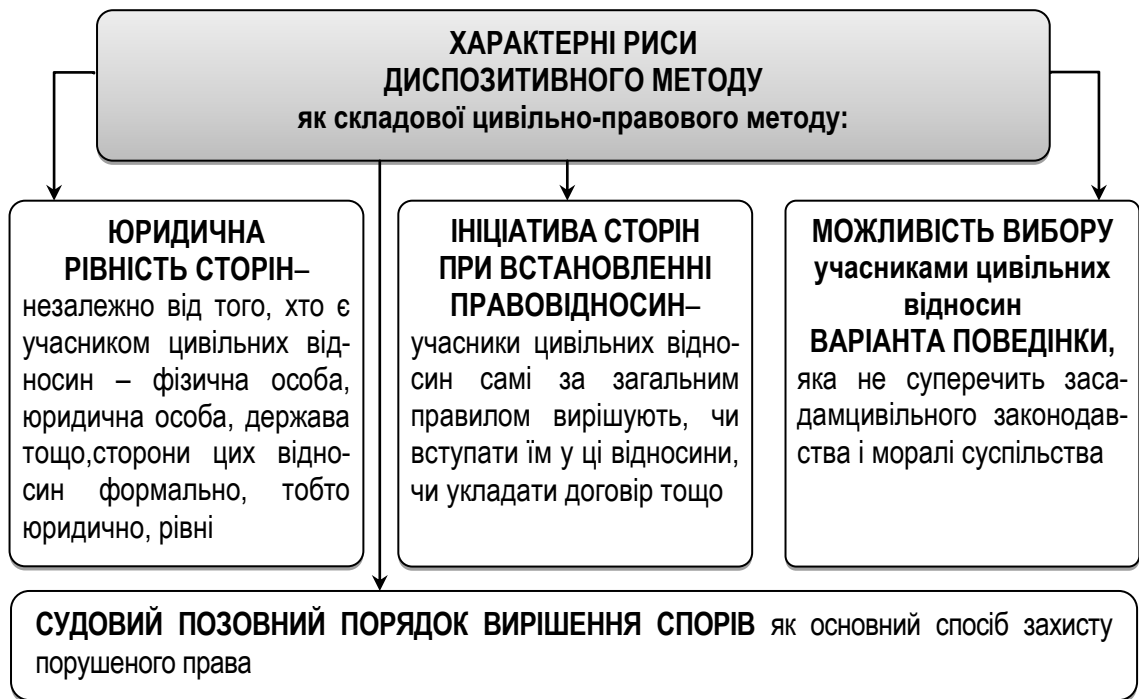 ХАРАКТЕРНІ РИСИ
ДИСПОЗИТИВНОГО МЕТОДУ
як складової цивільно-правового методу:
ЮРИДИЧНА
РІВНІСТЬ СТОРІН–
незалежно від того, хто є
учасником цивільних від-
носин – фізична особа,
юридична особа, держава
тощо,сторони цих відно-
син формально, тобто
юридично, рівні
ІНІЦІАТИВА СТОРІН
ПРИ ВСТАНОВЛЕННІ
ПРАВОВІДНОСИН–
учасники цивільних відно-
син самі за загальним
правилом вирішують, чи
вступати їм у ці відносини,
чи укладати договір тощо
МОЖЛИВІСТЬ ВИБОРУ
учасниками цивільних
відносин
ВАРІАНТА ПОВЕДІНКИ,
яка не суперечить заса-
дамцивільного законодав-
ства і моралі суспільства
СУДОВИЙ ПОЗОВНИЙ ПОРЯДОК ВИРІШЕННЯ СПОРІВ як основний спосіб захисту
порушеного права